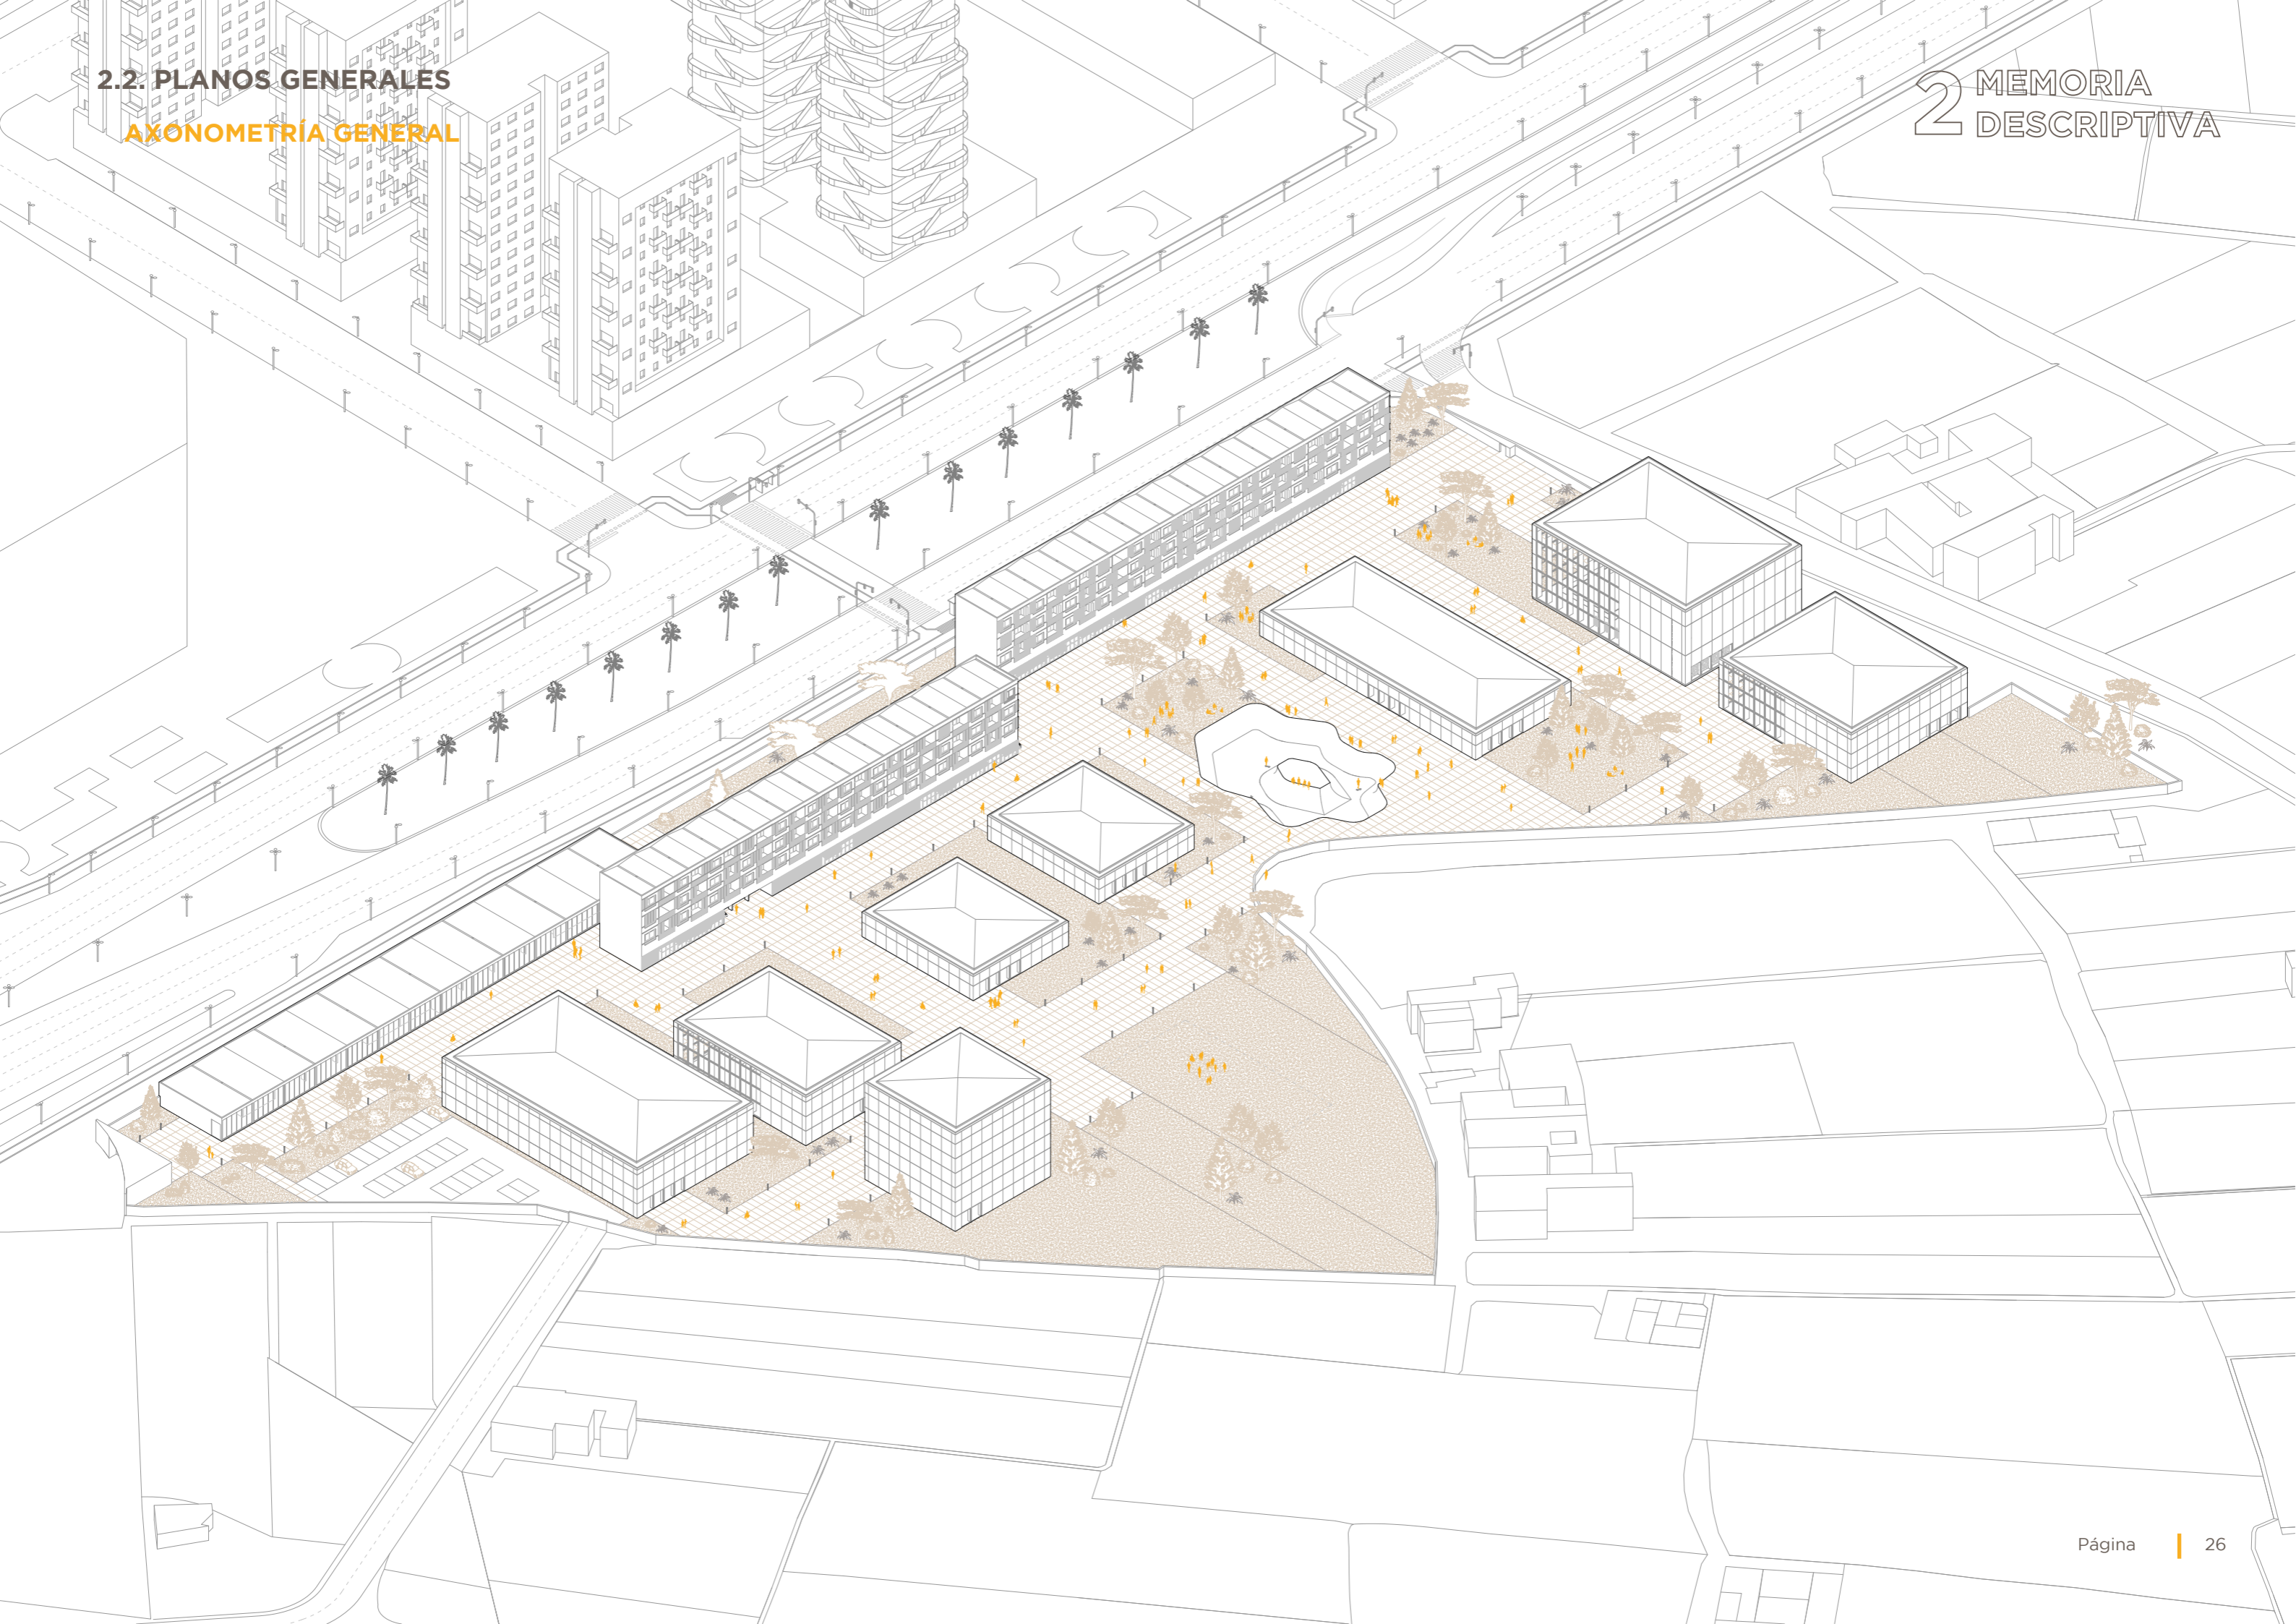 2.2. PLANOS GENERALES
AXONOMETRÍA GENERAL
2 MEMORIA
DESCRIPTIVA
Página 26